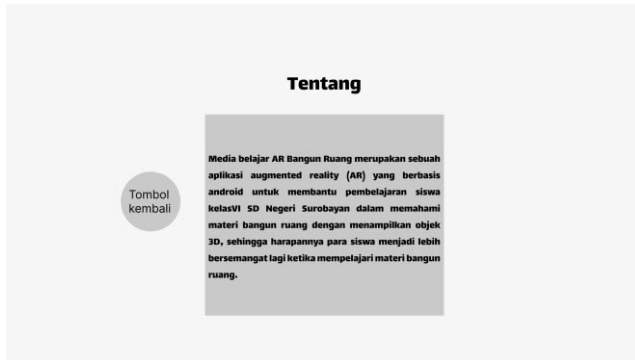 Tentang
Tombol
kembali
Media belajar AR Bangun Ruang merupakan sebuah
aplikasi augmented reality (AR) yang berbasis
android untuk membantu pembelajaran siswa
kelasVI SD Negeri Surobayan dalam memahami
materi bangun ruang dengan menampilkan objek
3D, sehingga harapannya para siswa menjadi lebih
bersemangat lagi ketika mempelajari materi bangun
ruang.